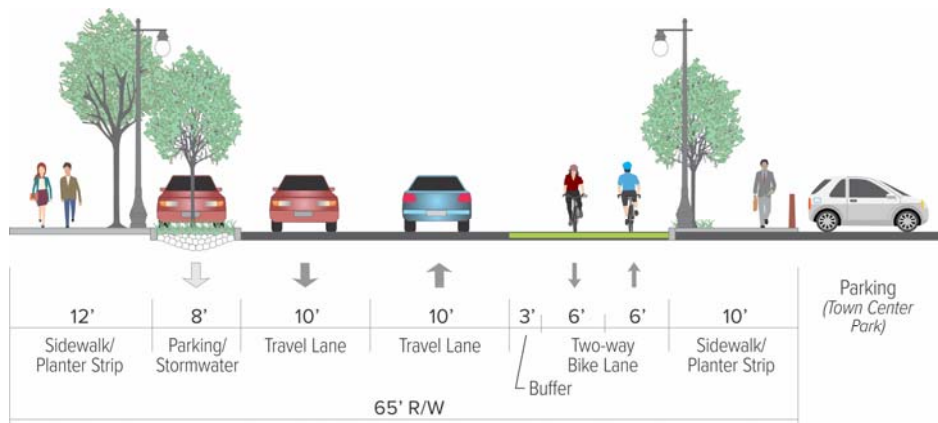 12’ 8’ 10’ 10’ 3’ 6’ 6’ 10’
Sidewalk/
Planter Strip
Parking/
Stormwater
Travel Lane
Travel Lane
Buffer
Two-way
Bike Lane
Sidewalk/
Planter Strip
Parking
(Town Center
Park)
65’ R/W